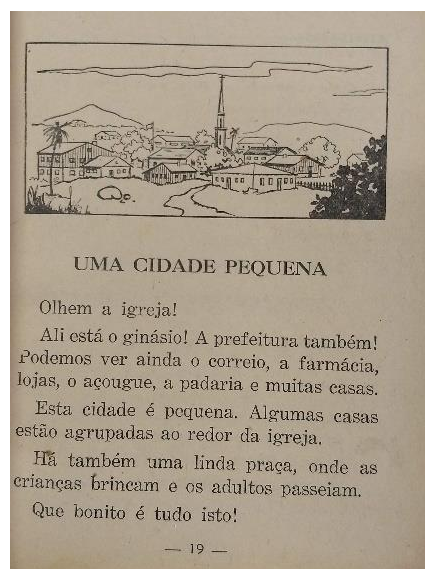 UMA CIDADE PEQUENA
Olhem a igreja!
Ali está o ginásio! A prefeitura também!
Podemos ver ainda o correio, a farmácia,
lojas, o açougue, a padaria e muitas casas.
Esta cidade é pequena. Algumas casas
estão agrupadas ao redor da igreja.
Há também uma linda praça, onde as
crianças brincam e os adultos passeiam.
Que bonito é tudo isto!
— 19 —